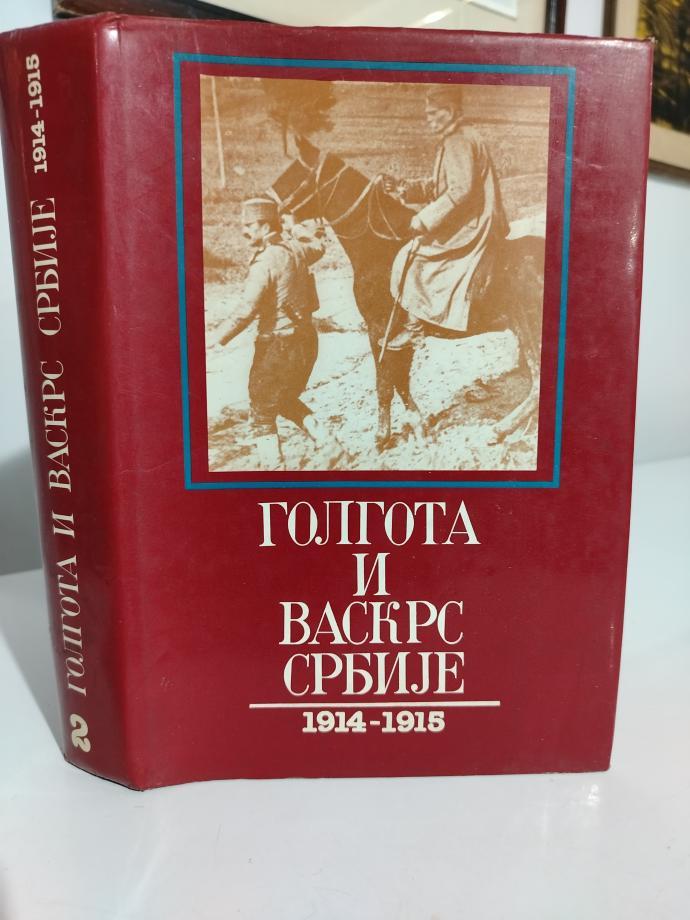 ГОЛГОТА
И
ВАСКРС
СРБИЈЕ
1914-1915
2 ГОЛГОТА И ВАСКРС СРБИЈЕ 1914-1915